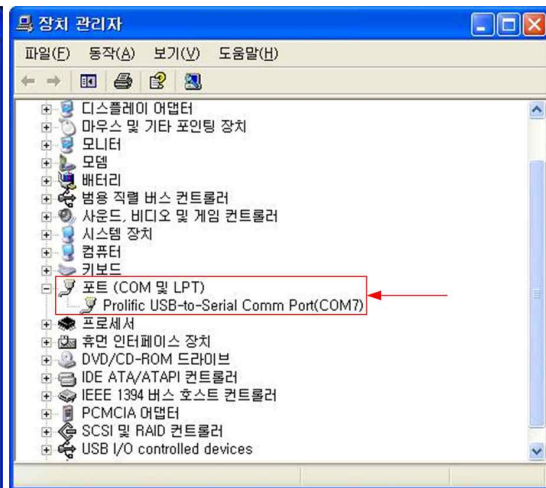 장치 관리자
파일(F) 동작(A) 보기(V) 도움말(H)
디스플레이 어댑터
마우스 및 기타 포인팅 장치
모니터
모뎀
배터리
범용 직렬 버스 컨트롤러
사운드, 비디오 및 게임 컨트롤러
시스템 장치
컴퓨터
키보드
포트 (COM 및 LPT)
Prolific USB-to-Serial Comm Port(COM7)
프로세서
휴먼 인터페이스 장치
DVD/CD-ROM 드라이브
IDE ATA/ATAPI 컨트롤러
IEEE 1394 버스 호스트 컨트롤러
PCMCIA 어댑터
SCSI 및 RAID 컨트롤러
USB I/O controlled devices